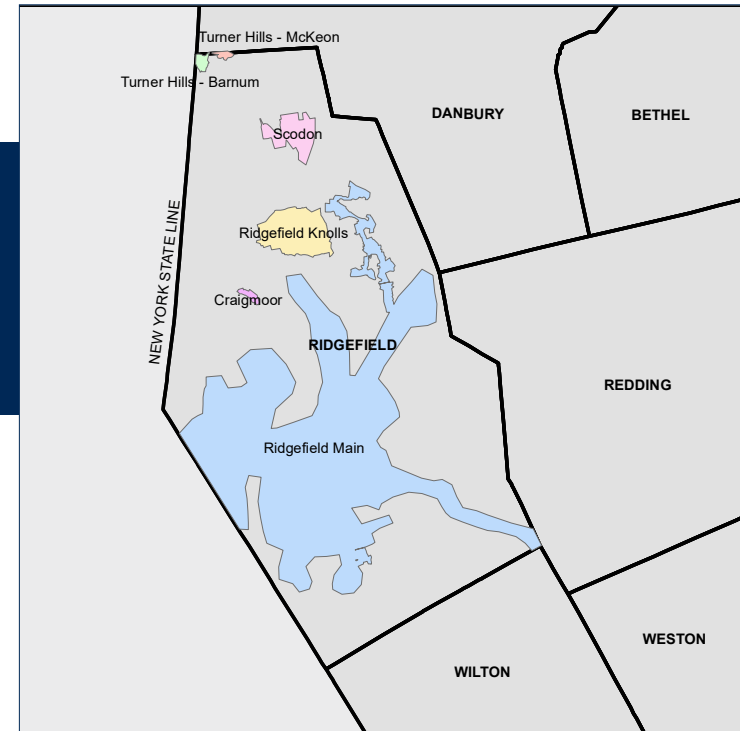 Turner Hills - McKeon
Turner Hills - Barnum
DANBURY
BETHEL
Scodon
NEW YORK STATE LINE
Ridgefield Knolls
Craigmoor
RIDGEFIELD
REDDING
Ridgefield Main
WESTON
WILTON